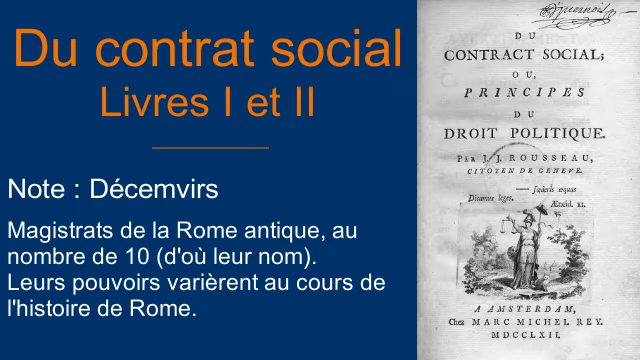 Du contrat social
Livres I et II
Note : Décemvirs
Magistrats de la Rome antique, au
nombre de 10 (d'où leur nom).
Leurs pouvoirs varièrent au cours de
l'histoire de Rome.
DU
CONTRACT SOCIAL;
OU,
PRINCIPES
DU
DROIT POLITIQUE.
PAR J. J. ROUSSEAU,
CITOYEN DE GENEVE.
— fœderis æquas
Dicamus leges. Æneid. XI.
A AMSTERDAM,
Chez MARC MICHEL REY.
MDCCLXII.